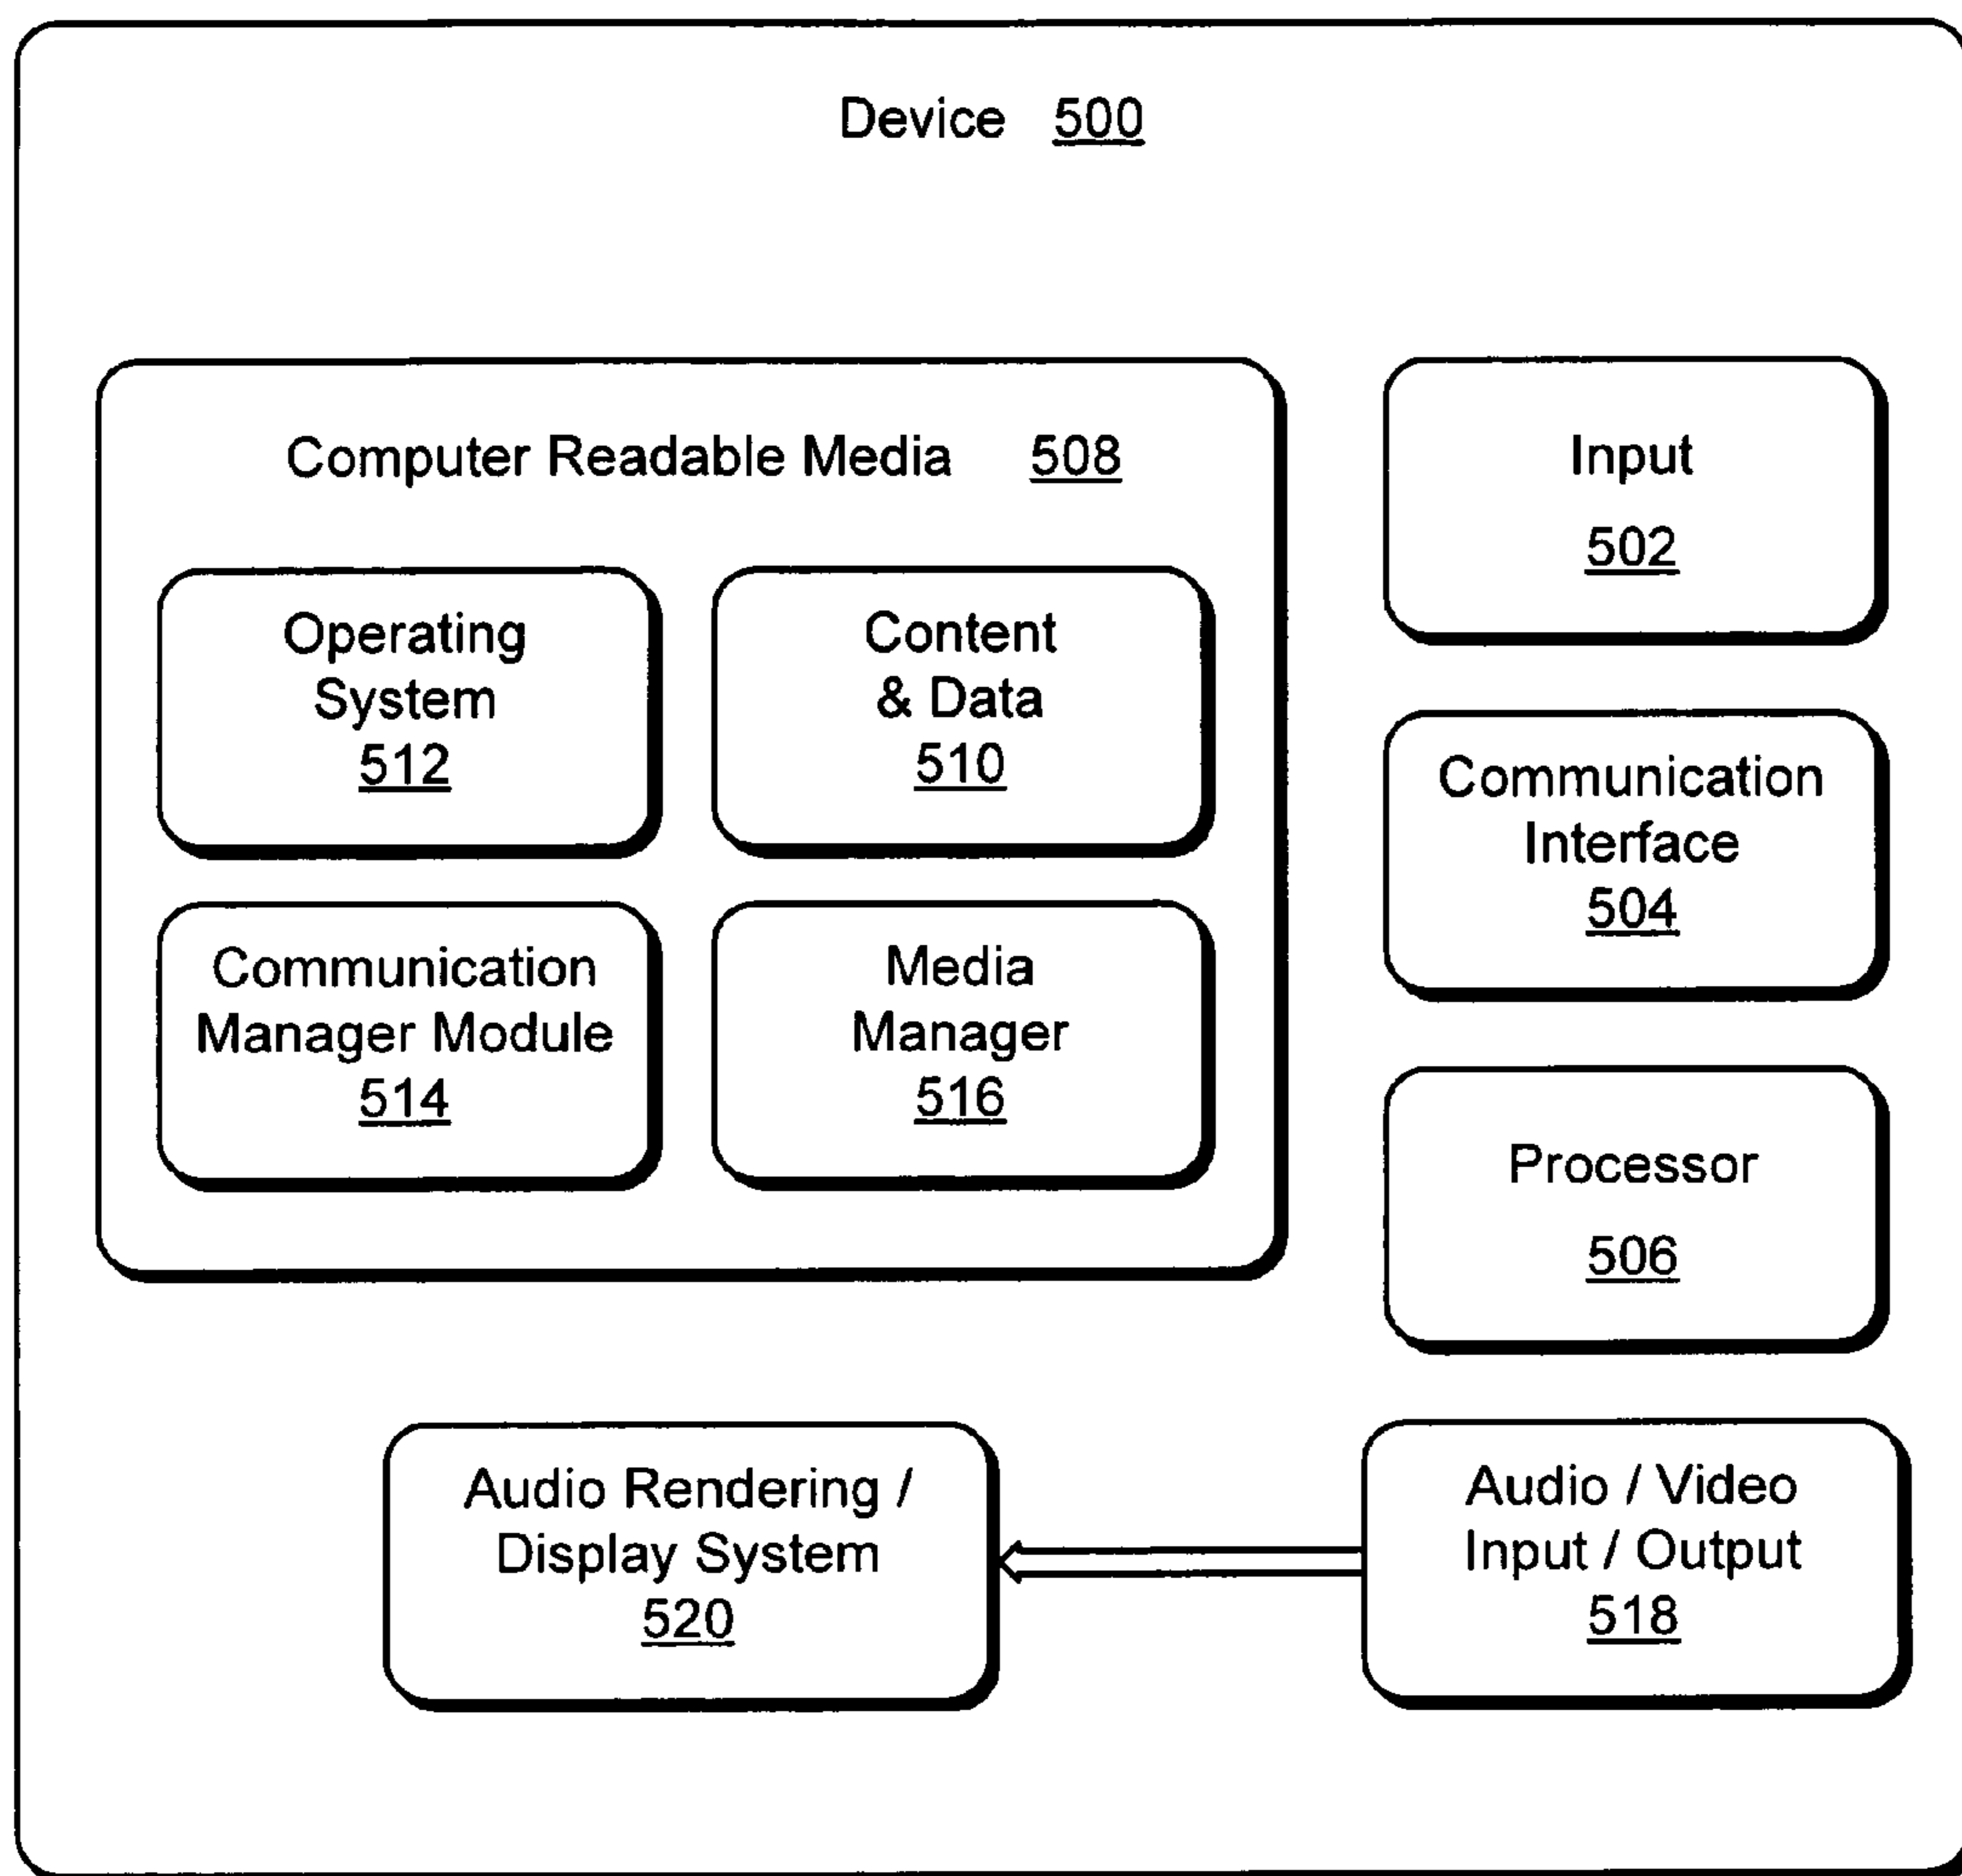 Device 500
Computer Readable Media 508
Operating
System
512
Content
& Data
510
Communication
Manager Module
514
Media
Manager
516
Input
502
Communication
Interface
504
Processor
506
Audio Rendering /
Display System
520
Audio / Video
Input / Output
518